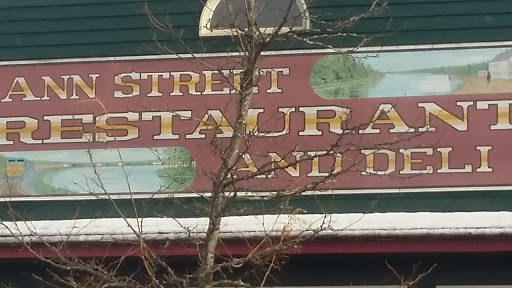 ANN STREET
RESTAURANT
AND DELI